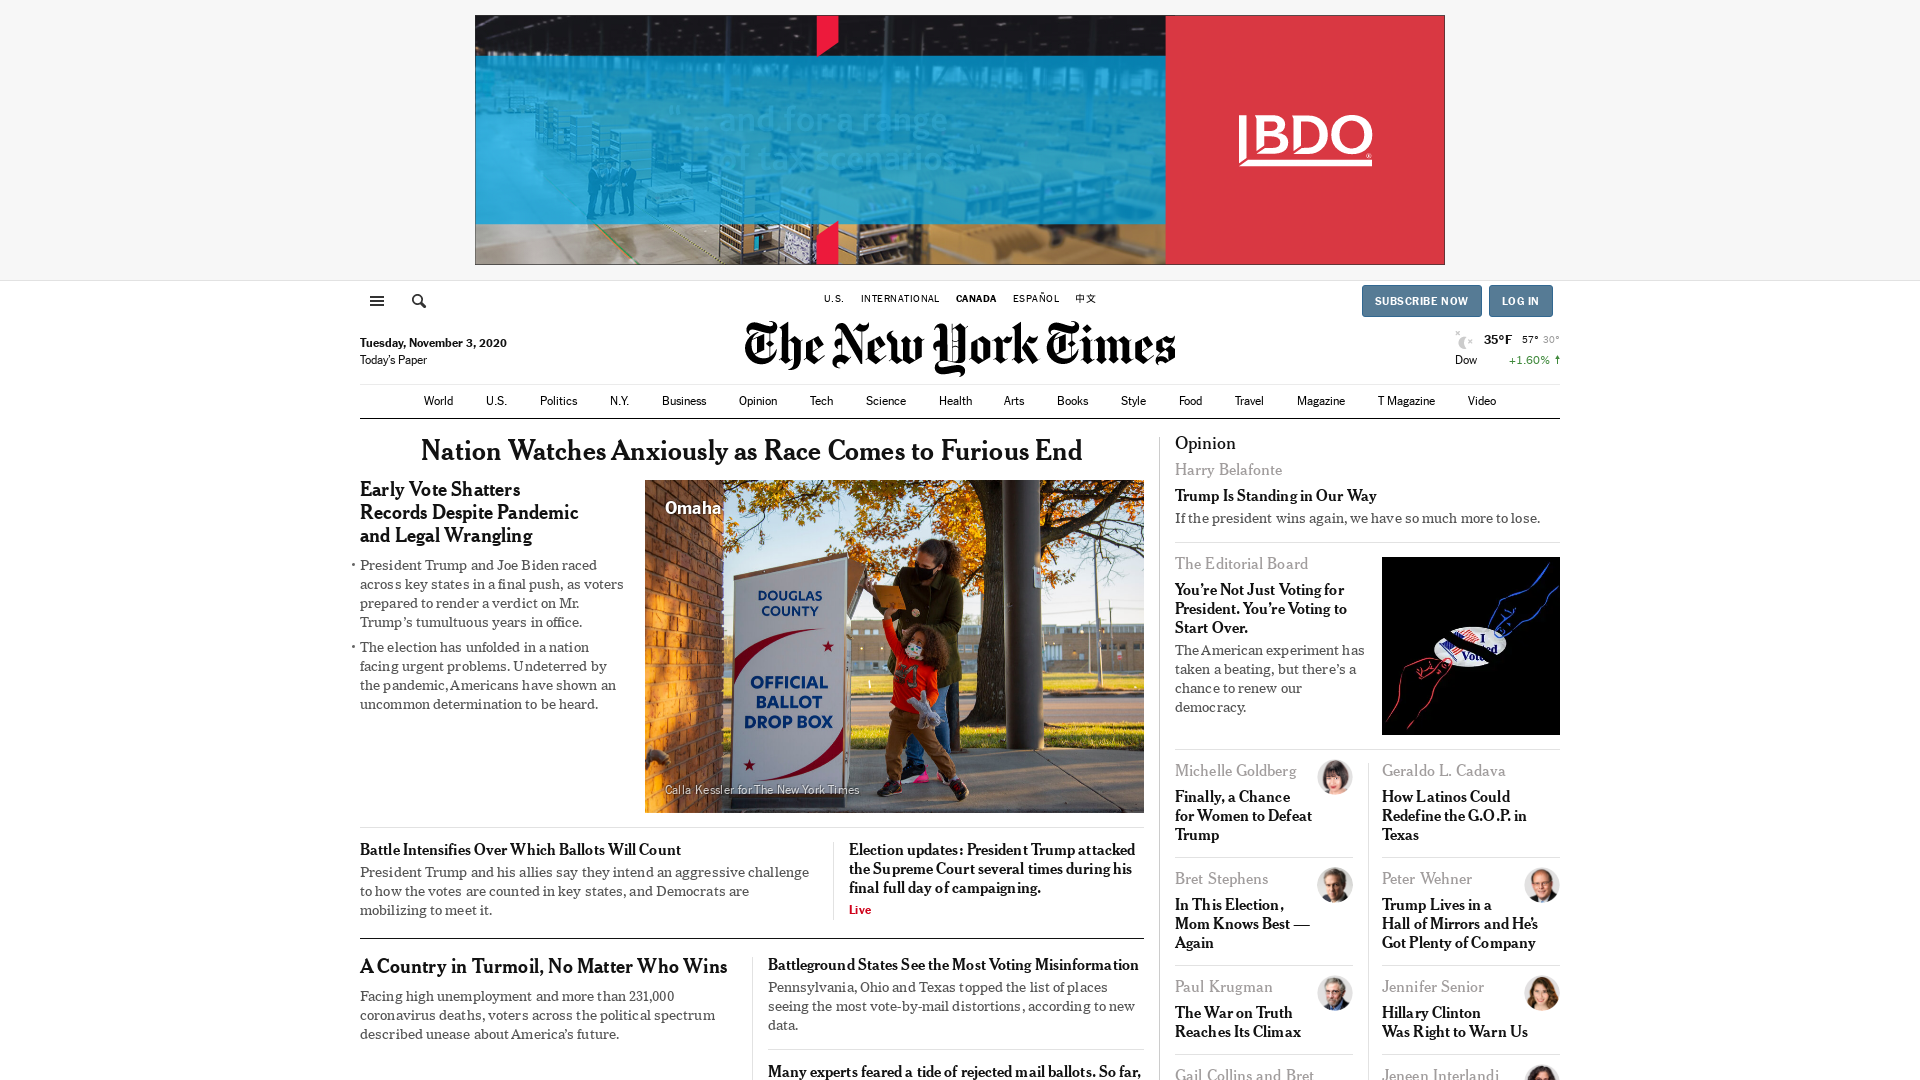 and for a range
of tax scenarios
IBDO
U.S. INTERNATIONAL CANADA ESPAÑOL 中文
SUBSCRIBE NOW LOG IN
Tuesday, November 3, 2020
Today's Paper
The New York Times
35°F 57° 30°
Dow +1.60% ↑
World U.S. Politics N.Y. Business Opinion Tech Science Health Arts Books Style Food Travel Magazine T Magazine Video
Nation Watches Anxiously as Race Comes to Furious End
Early Vote Shatters
Records Despite Pandemic
and Legal Wrangling
• President Trump and Joe Biden raced
across key states in a final push, as voters
prepared to render a verdict on Mr.
Trump's tumultuous years in office.
• The election has unfolded in a nation
facing urgent problems. Undeterred by
the pandemic, Americans have shown an
uncommon determination to be heard.
Omaha
DOUGLAS
COUNTY
OFFICIAL
BALLOT
DROP BOX
Calla Kessler for The New York Times
Battle Intensifies Over Which Ballots Will Count
President Trump and his allies say they intend an aggressive challenge
to how the votes are counted in key states, and Democrats are
mobilizing to meet it.
Election updates: President Trump attacked
the Supreme Court several times during his
final full day of campaigning.
Live
A Country in Turmoil, No Matter Who Wins
Facing high unemployment and more than 231,000
coronavirus deaths, voters across the political spectrum
described unease about America's future.
Battleground States See the Most Voting Misinformation
Pennsylvania, Ohio and Texas topped the list of places
seeing the most vote-by-mail distortions, according to new
data.
Many experts feared a tide of rejected mail ballots. So far,
Opinion
Harry Belafonte
Trump Is Standing in Our Way
If the president wins again, we have so much more to lose.
The Editorial Board
You're Not Just Voting for
President. You're Voting to
Start Over.
The American experiment has
taken a beating, but there's a
chance to renew our
democracy.
I
Voted
Michelle Goldberg
Finally, a Chance
for Women to Defeat
Trump
Geraldo L. Cadava
How Latinos Could
Redefine the G.O.P. in
Texas
Bret Stephens
In This Election,
Mom Knows Best —
Again
Peter Wehner
Trump Lives in a
Hall of Mirrors and He's
Got Plenty of Company
Paul Krugman
The War on Truth
Reaches Its Climax
Jennifer Senior
Hillary Clinton
Was Right to Warn Us
Gail Collins and Bret
Jeneen Interlandi